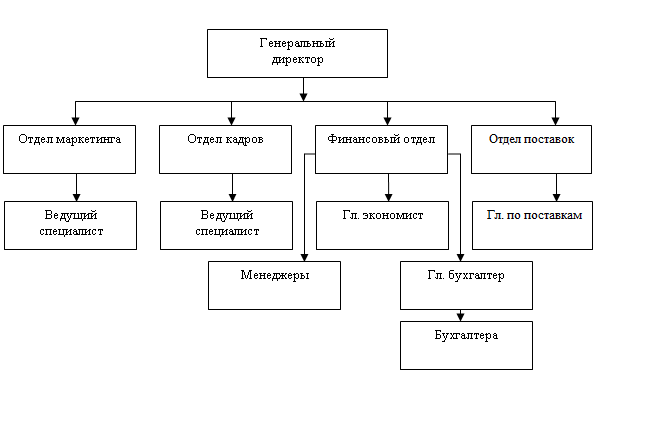 Генеральный
директор
Отдел маркетинга
Отдел кадров
Финансовый отдел
Отдел поставок
Ведущий
специалист
Ведущий
специалист
Гл. экономист
Гл. по поставкам
Менеджеры
Гл. бухгалтер
Бухгалтера